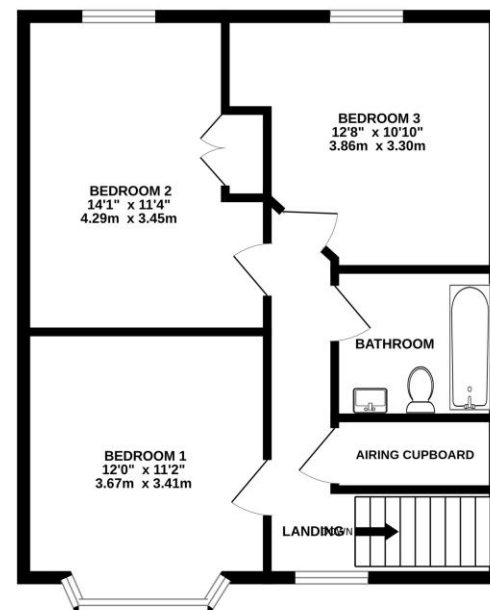 BEDROOM 3
12'8" x 10'10"
3.86m x 3.30m
BEDROOM 2
14'1" x 11'4"
4.29m x 3.45m
BATHROOM
BEDROOM 1
12'0" x 11'2"
3.67m x 3.41m
AIRING CUPBOARD
LANDING